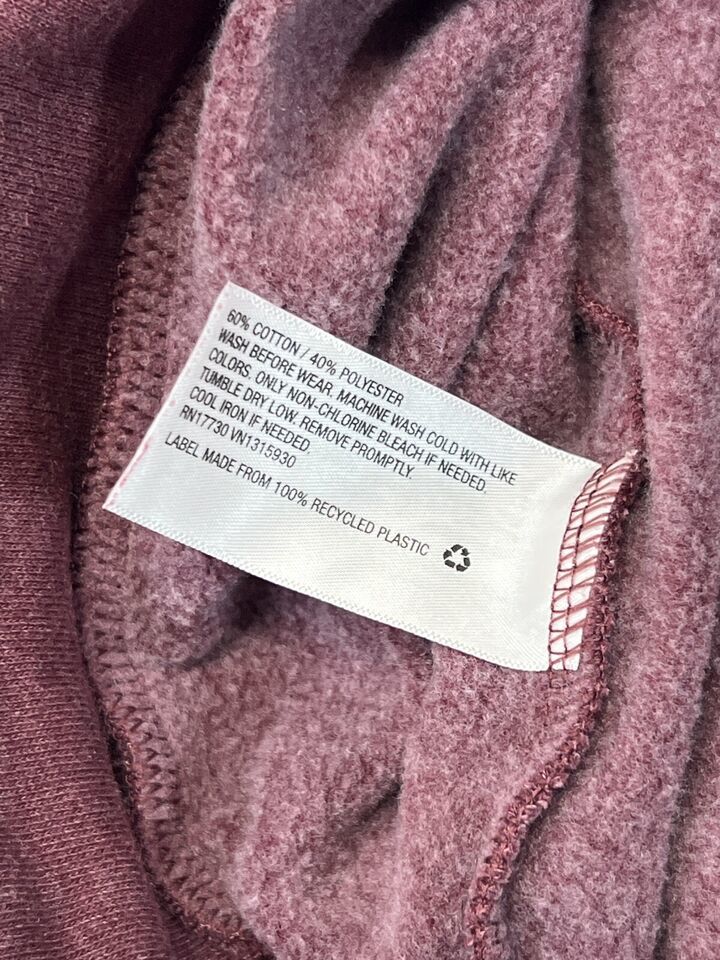 60% COTTON / 40% POLYESTER
WASH BEFORE WEAR. MACHINE WASH COLD WITH LIKE
COLORS. ONLY NON-CHLORINE BLEACH IF NEEDED.
TUMBLE DRY LOW. REMOVE PROMPTLY.
COOL IRON IF NEEDED.
RN17730 VN1315930
LABEL MADE FROM 100% RECYCLED PLASTIC